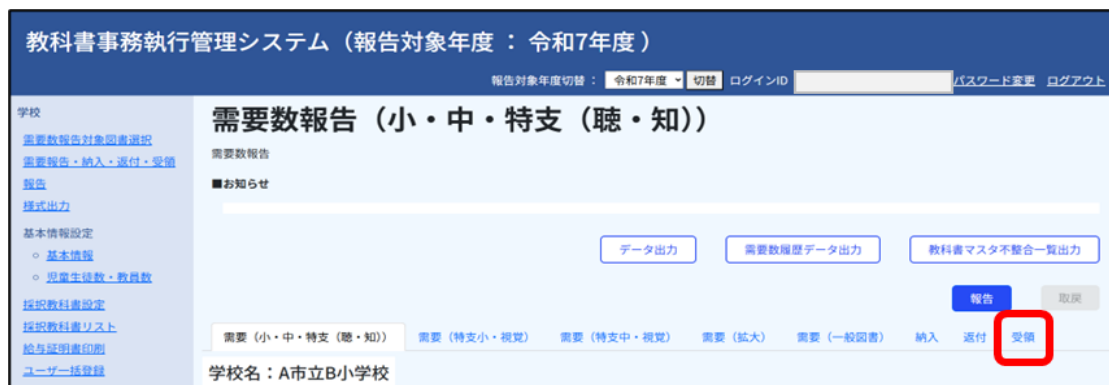 教科書事務執行管理システム（報告対象年度 ： 令和7年度 ）
報告対象年度切替 ： 令和7年度 切替 ログインID パスワード変更 ログアウト
学校
需要数報告対象図書選択
需要報告・納入・返付・受領
報告
様式出力
基本情報設定
基本情報
児童生徒数・教員数
採択教科書設定
採択教科書リスト
給与証明書印刷
ユーザー括登録
需要数報告（小・中・特支（聴・知））
需要数報告
■お知らせ
データ出力 需要数履歴データ出力 教科書マスタ不整合一覧出力
報告 取戻
需要（小・中・特支（聴・知）） 需要（特支小・視覚） 需要（特支中・視覚） 需要（拡大） 需要（一般図書） 納入 返付 受領
学校名：A市立B小学校